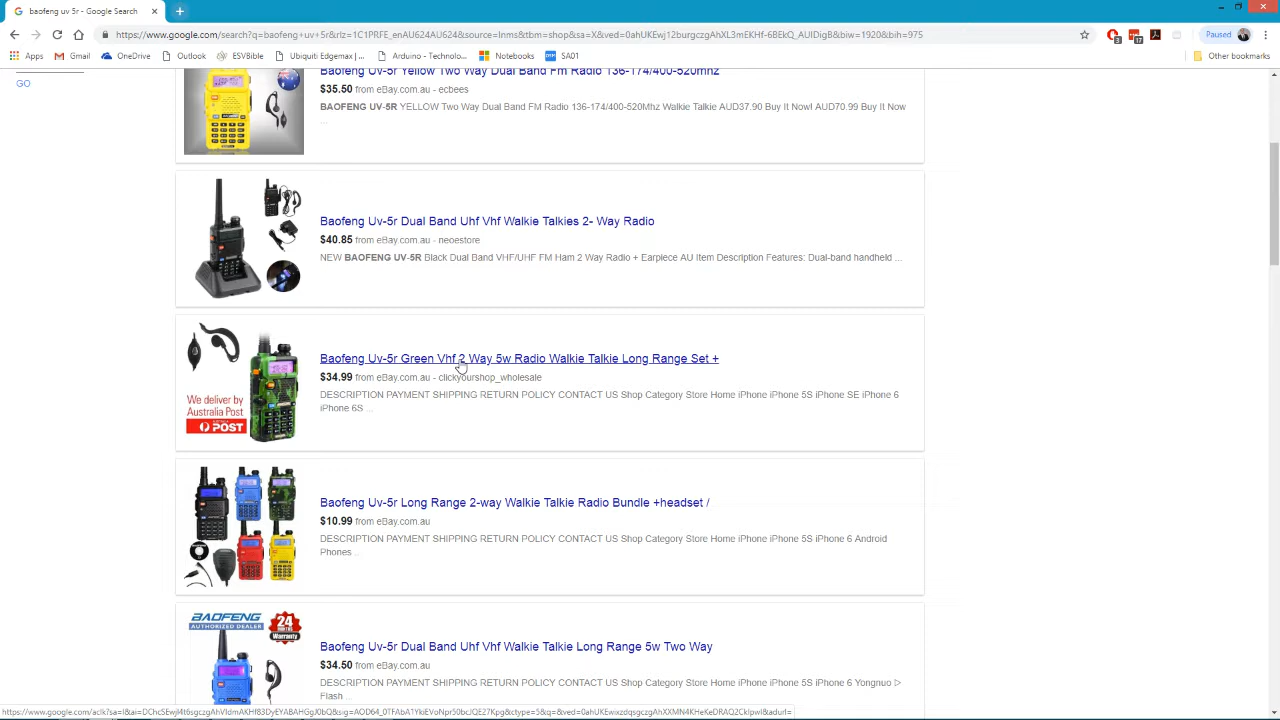 baofeng uv 5r - Google Search
https://www.google.com/search?q=baofeng+uv+5r&rlz=1C1PRFE_enAU624AU624&source=lnms&tbm=shop&sa=X&ved=0ahUKEwj12burgczgAhXL3mEKHf-6BEkQ_AUIDigB&biw=1920&bih=975
3
17
Paused
Apps
Gmail
OneDrive
Outlook
ESVBible
Ubiquiti Edgemax | ...
Arduino - Technolo...
Notebooks
SA01
Other bookmarks
GO
Baofeng Uv-5r Yellow Two Way Dual Band Fm Radio 136-174/400-520mhz
$35.50 from eBay.com.au - ecbees
BAOFENG UV-5R YELLOW Two Way Dual Band FM Radio 136-174/400-520Mhz Walkie Talkie AUD37.90 Buy It Now! AUD70.99 Buy It Now
...
Baofeng Uv-5r Dual Band Uhf Vhf Walkie Talkies 2- Way Radio
$40.85 from eBay.com.au - neoestore
NEW BAOFENG UV-5R Black Dual Band VHF/UHF FM Ham 2 Way Radio + Earpiece AU Item Description Features: Dual-band handheld ...
Baofeng Uv-5r Green Vhf 2 Way 5w Radio Walkie Talkie Long Range Set +
$34.99 from eBay.com.au - clickyourshop_wholesale
DESCRIPTION PAYMENT SHIPPING RETURN POLICY CONTACT US Shop Category Store Home iPhone iPhone 5S iPhone SE iPhone 6
iPhone 6S ...
We deliver by
Australia Post
POST
Baofeng Uv-5r Long Range 2-way Walkie Talkie Radio Bundle +headset /
$10.99 from eBay.com.au
DESCRIPTION PAYMENT SHIPPING RETURN POLICY CONTACT US Shop Category Store Home iPhone iPhone 5S iPhone 6 Android
Phones ...
BAOFENG
AUTHORIZED DEALER
24
MONTHS
Warranty
Baofeng Uv-5r Dual Band Uhf Vhf Walkie Talkie Long Range 5w Two Way
$34.50 from eBay.com.au
DESCRIPTION PAYMENT SHIPPING RETURN POLICY CONTACT US Shop Category Store Home iPhone iPhone 5S iPhone 6 Yongnuo ▷
Flash ...